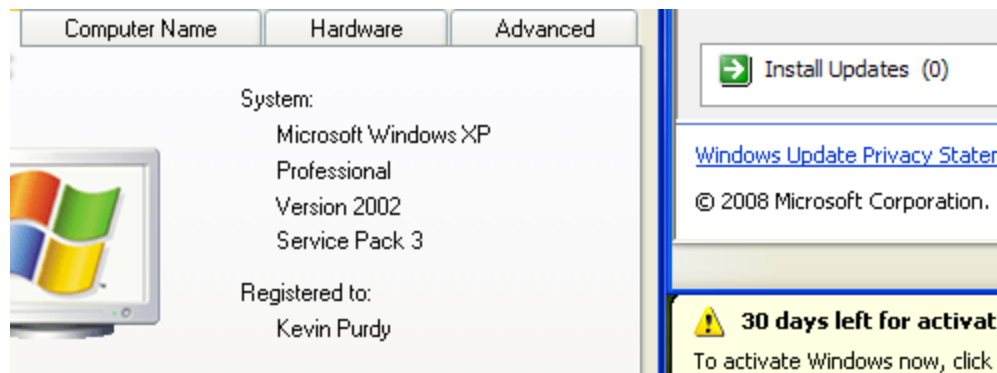 Computer Name Hardware Advanced
System:
Microsoft Windows XP
Professional
Version 2002
Service Pack 3
Registered to:
Kevin Purdy
Install Updates (0)
Windows Update Privacy Stater
© 2008 Microsoft Corporation.
30 days left for activat
To activate Windows now, click